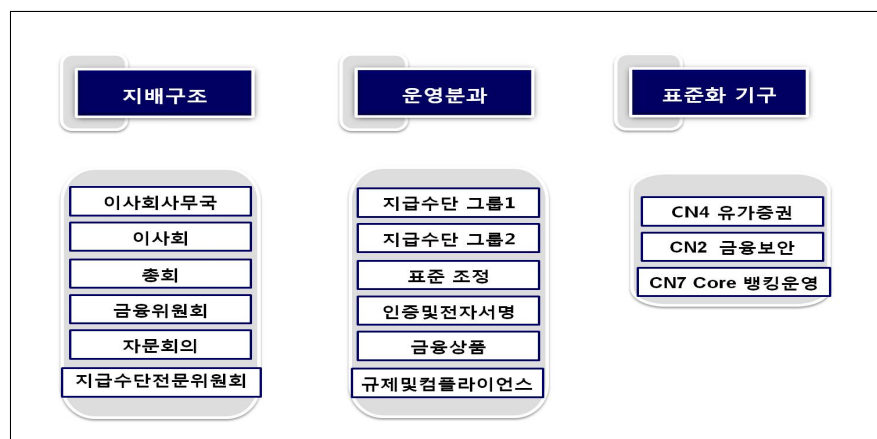 지배구조
이사회사무국
이사회
총회
금융위원회
자문회의
지급수단전문위원회
운영분과
지급수단 그룹1
지급수단 그룹2
표준 조정
인증및전자서명
금융상품
규제및컴플라이언스
표준화 기구
CN4 유가증권
CN2 금융보안
CN7 Core 뱅킹운영